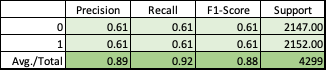 Precision Recall F1-Score Support
0 0.61 0.61 0.61 2147.00
1 0.61 0.61 0.61 2152.00
Avg./Total 0.89 0.92 0.88 4299